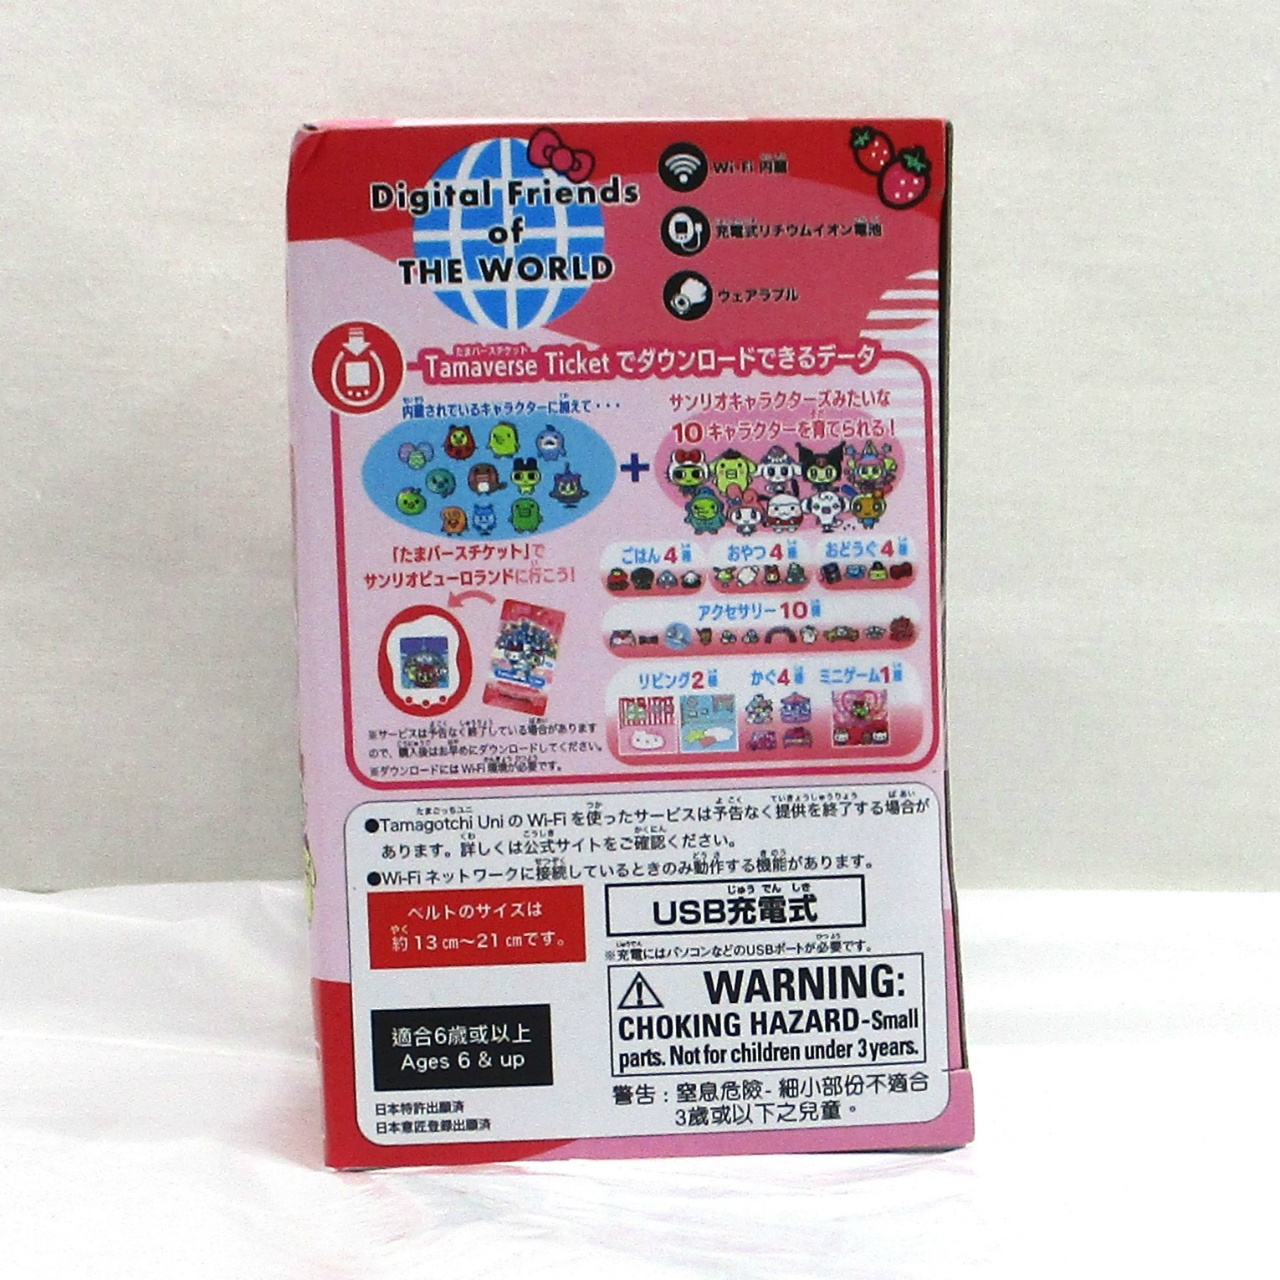 Digital Friends
of
THE WORLD
Wi-Fi 内蔵
充電式リチウムイオン電池
ウェアラブル
Tamaverse Ticket でダウンロードできるデータ
内蔵されているキャラクターに加えて・・・
サンリオキャラクターズみたいな
10キャラクターを育てられる!
+
「たまバースチケット」で
サンリオピューロランドに行こう!
ごはん4種
おやつ4種
おどうぐ4種
アクセサリー10種
リビング2種
かぐ4種
ミニゲーム1種
※サービスは予告なく終了している場合があります
ので、購入後はお早めにダウンロードしてください。
※ダウンロードにはWi-Fi環境が必要です。
●Tamagotchi Uni の Wi-Fi を使ったサービスは予告なく提供を終了する場合が
あります。詳しくは公式サイトをご確認ください。
●Wi-Fi ネットワークに接続しているときのみ動作する機能があります。
ベルトのサイズは
約13cm〜21cmです。
USB充電式
※充電にはパソコンなどのUSBポートが必要です。
WARNING:
CHOKING HAZARD-Small
parts. Not for children under 3 years.
適合6歲或以上
Ages 6 & up
警告：窒息危險-細小部份不適合
3歲或以下之兒童。
日本特許出願済
日本意匠登録出願済